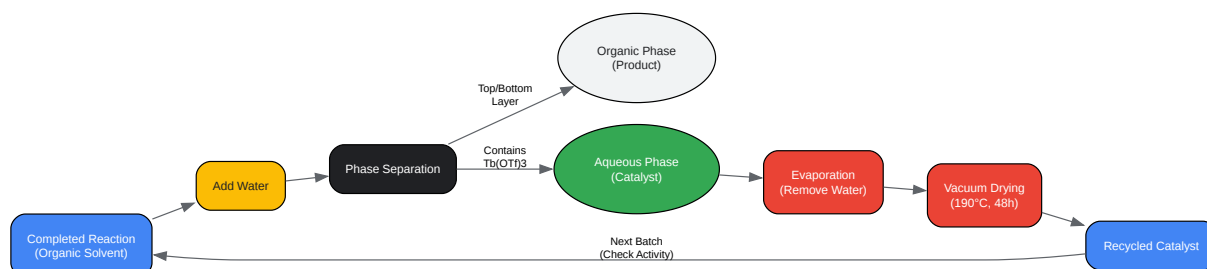 Organic Phase
(Product)
Top/Bottom
Layer
Contains
Tb(OTf)3
Phase Separation
Aqueous Phase
(Catalyst)
Evaporation
(Remove Water)
Vacuum Drying
(190°C, 48h)
Add Water
Completed Reaction
(Organic Solvent)
Next Batch
(Check Activity)
Recycled Catalyst